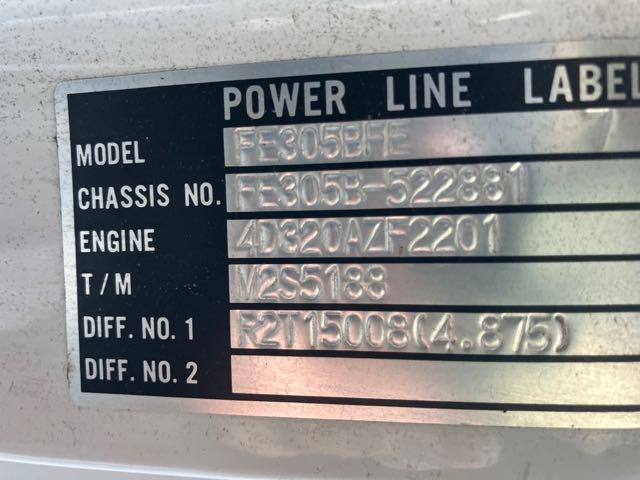 POWER LINE LABEL
MODEL FE305BFE
CHASSIS NO. FE305B-522881
ENGINE 4D320AZF2201
T/M M2S5188
DIFF. NO. 1 R2T15008(4.875)
DIFF. NO. 2